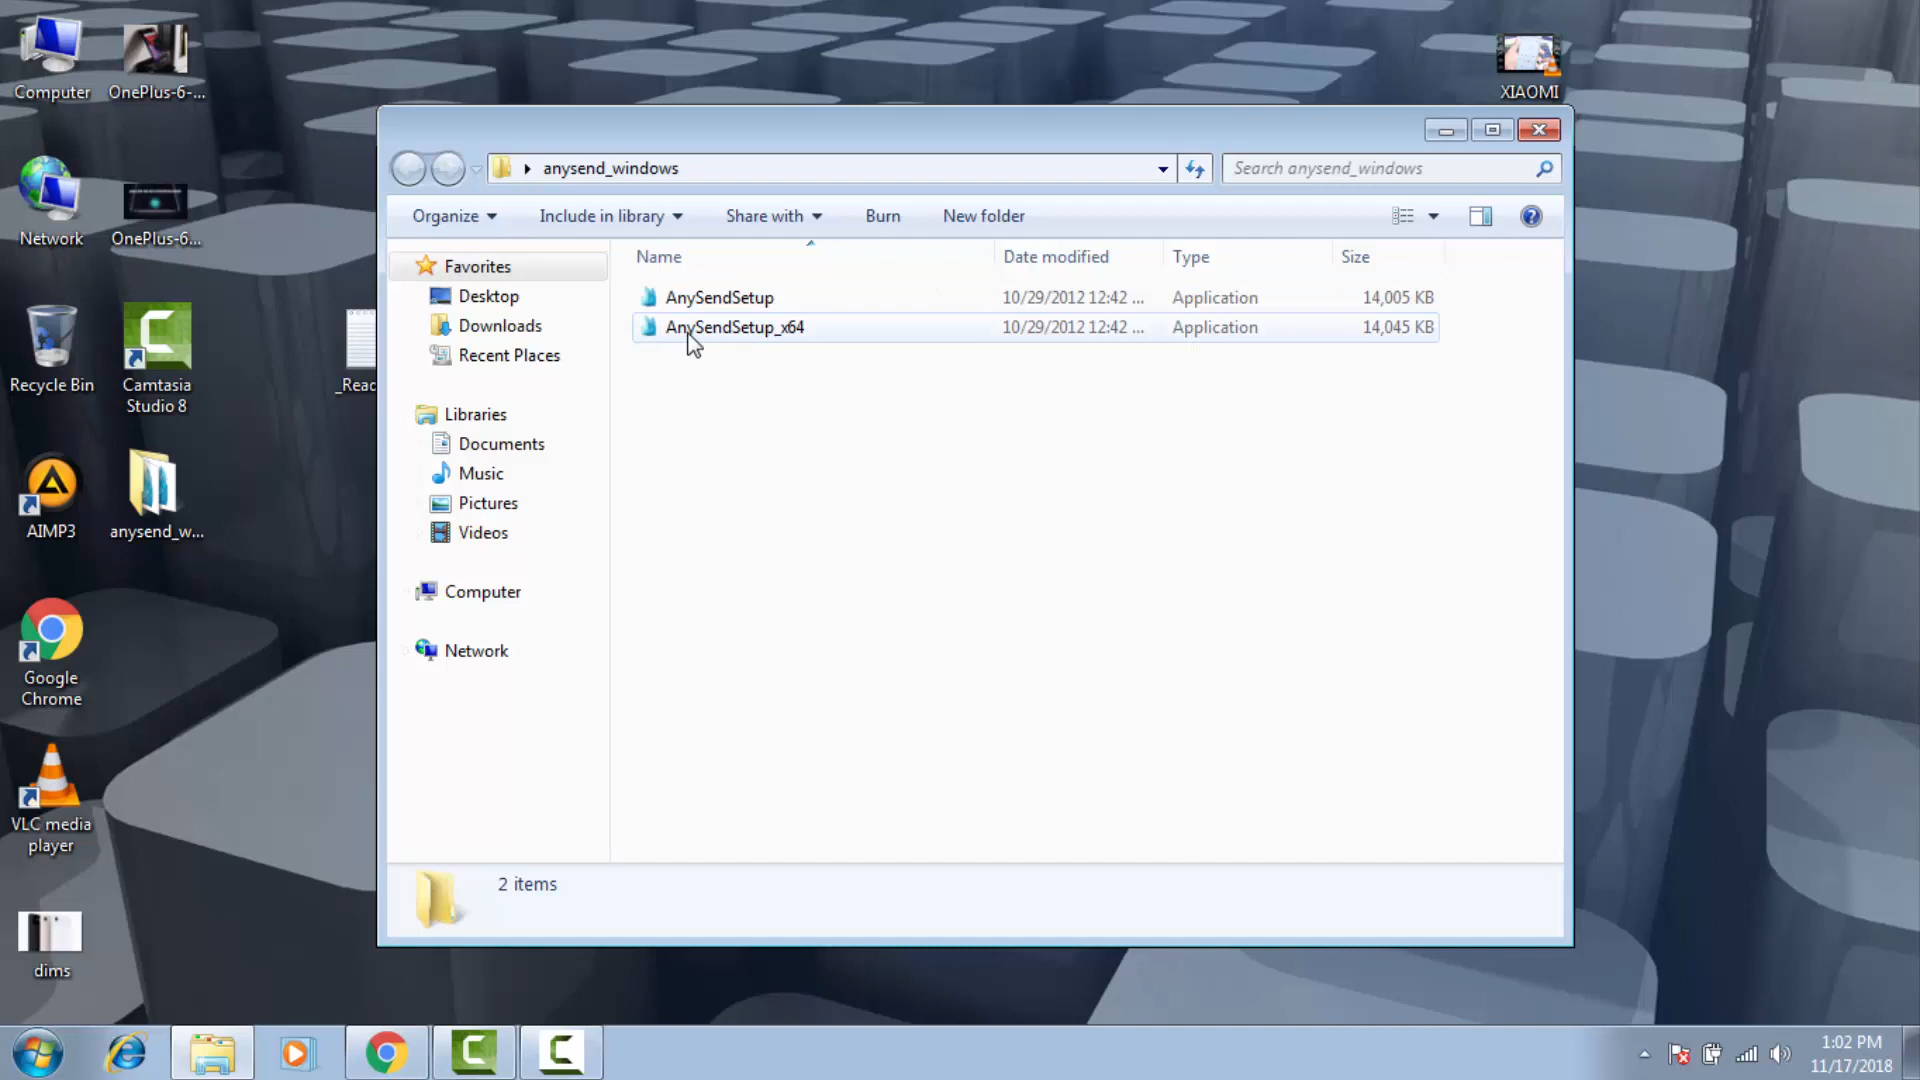 Computer
OnePlus-6-...
XIAOMI
Network
OnePlus-6...
Recycle Bin
Camtasia
Studio 8
_Reac
AIMP3
anysend_w...
Google
Chrome
VLC media
player
dims
anysend_windows
Search anysend_windows
Organize
Include in library
Share with
Burn
New folder
Name
Date modified
Type
Size
AnySendSetup
10/29/2012 12:42 ...
Application
14,005 KB
AnySendSetup_x64
10/29/2012 12:42 ...
Application
14,045 KB
Favorites
Desktop
Downloads
Recent Places
Libraries
Documents
Music
Pictures
Videos
Computer
Network
2 items
1:02 PM
11/17/2018